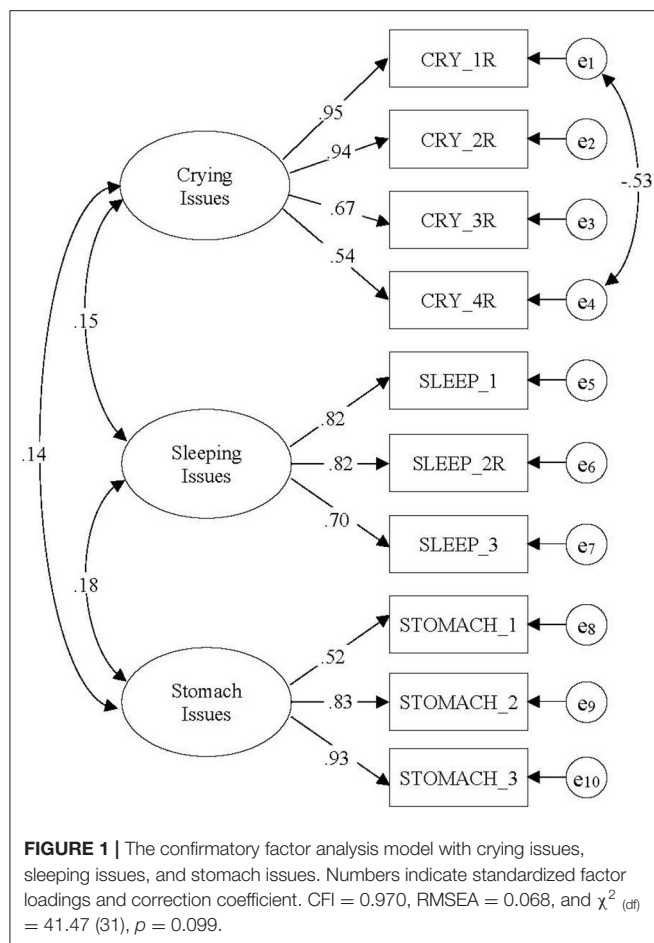 CRY_1R
e1
.95
CRY_2R
e2
.94
Crying
Issues
-.53
.67
CRY_3R
e3
.54
CRY_4R
e4
.15
SLEEP_1
e5
.82
.14
Sleeping
Issues
.82
SLEEP_2R
e6
.70
SLEEP_3
e7
.18
STOMACH_1
e8
.52
Stomach
Issues
.83
STOMACH_2
e9
.93
STOMACH_3
e10
FIGURE 1 | The confirmatory factor analysis model with crying issues,
sleeping issues, and stomach issues. Numbers indicate standardized factor
loadings and correction coefficient. CFI = 0.970, RMSEA = 0.068, and χ² (df)
= 41.47 (31), p = 0.099.